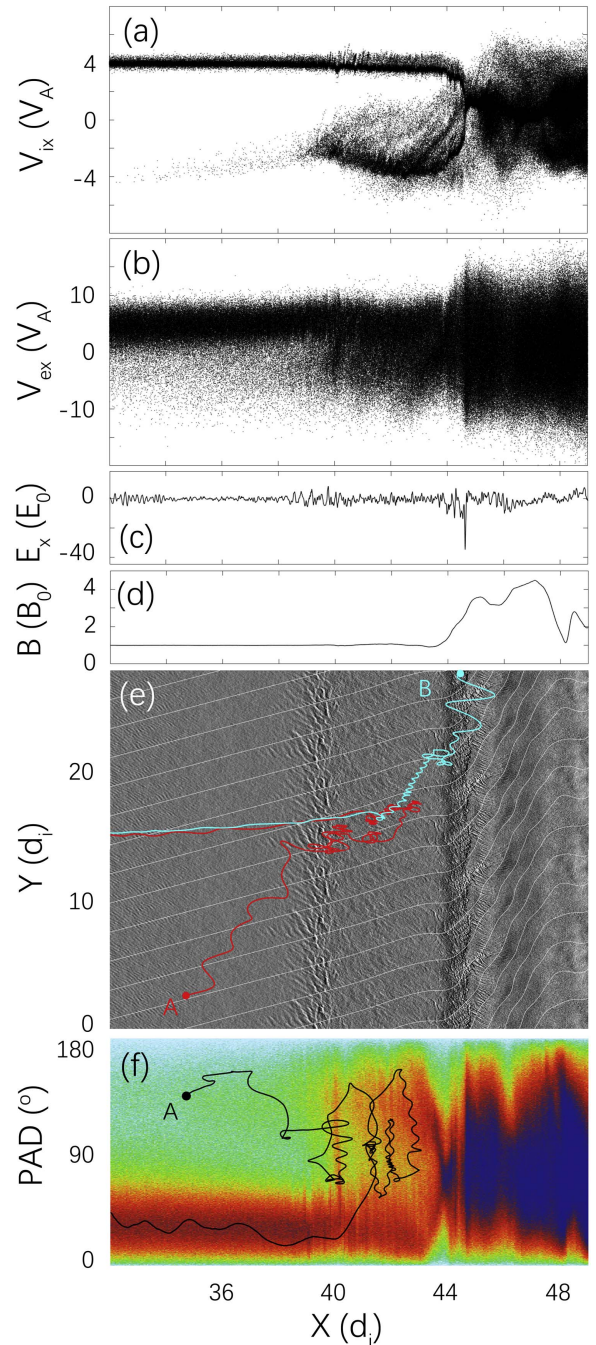 (a)
V_ix (V_A)
4
0
-4
(b)
V_ex (V_A)
10
0
-10
E_x (E_0)
0
-40
(c)
B (B_0)
(d)
4
2
0
(e)
B
Y (d_i)
20
10
0
A
(f)
PAD (°)
180
90
0
A
36 40 44 48
X (d_i)